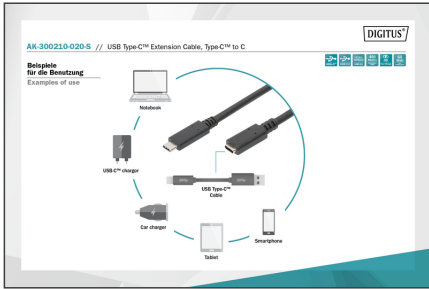 DIGITUS®
AK-300210-020-S // USB Type-C™ Extension Cable, Type-C™ to C
Beispiele
für die Benutzung
Examples of use
Notebook
USB-C™ charger
USB Type-C™
Cable
Car charger
Smartphone
Tablet